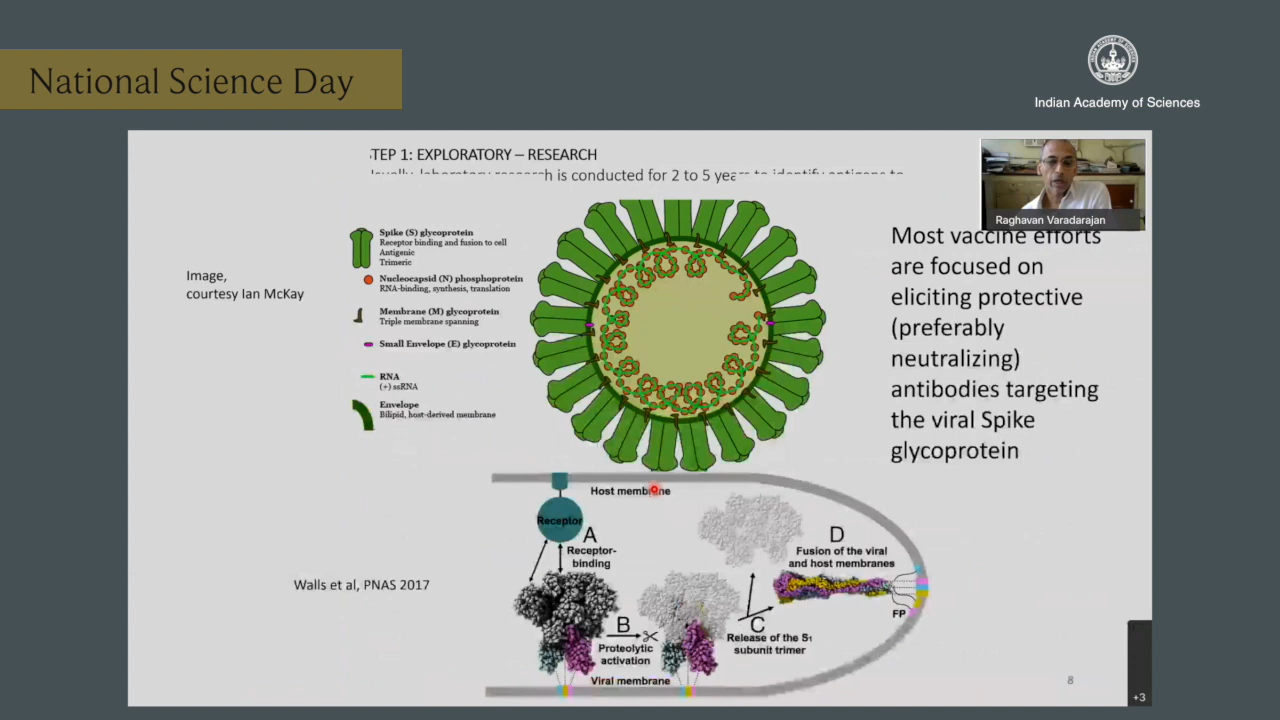 National Science Day
Indian Academy of Sciences
TEP 1: EXPLORATORY – RESEARCH
is conducted for 2 to 5 years to identify antigens to
Raghavan Varadarajan
Spike (S) glycoprotein
Receptor binding and fusion to cell
Antigenic
Trimeric
Nucleocapsid (N) phosphoprotein
RNA-binding, synthesis, translation
Membrane (M) glycoprotein
Triple membrane spanning
Small Envelope (E) glycoprotein
RNA
(+) ssRNA
Envelope
Bilipid, host-derived membrane
Image,
courtesy Ian McKay
Most vaccine efforts
are focused on
eliciting protective
(preferably
neutralizing)
antibodies targeting
the viral Spike
glycoprotein
Host membrane
Receptor
A
Receptor-
binding
B
Proteolytic
activation
Viral membrane
C
Release of the S₁
subunit trimer
D
Fusion of the viral
and host membranes
FP
Walls et al, PNAS 2017
8
+3